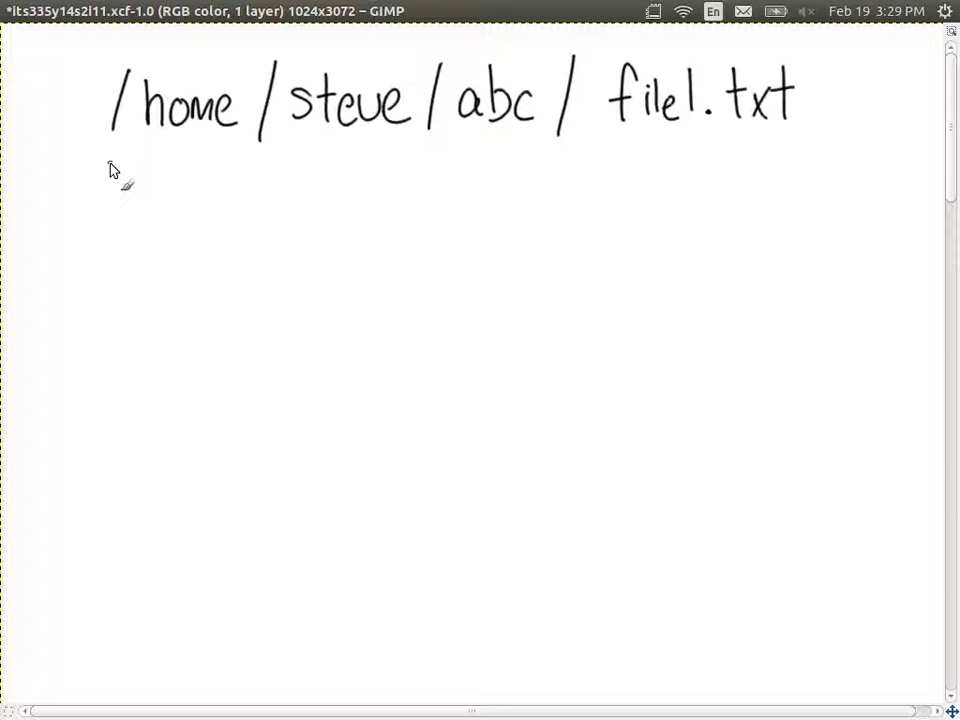 *its335y14s2l11.xcf-1.0 (RGB color, 1 layer) 1024x3072 – GIMP
En
Feb 19 3:29 PM
/home/steve/abc/ file1.txt